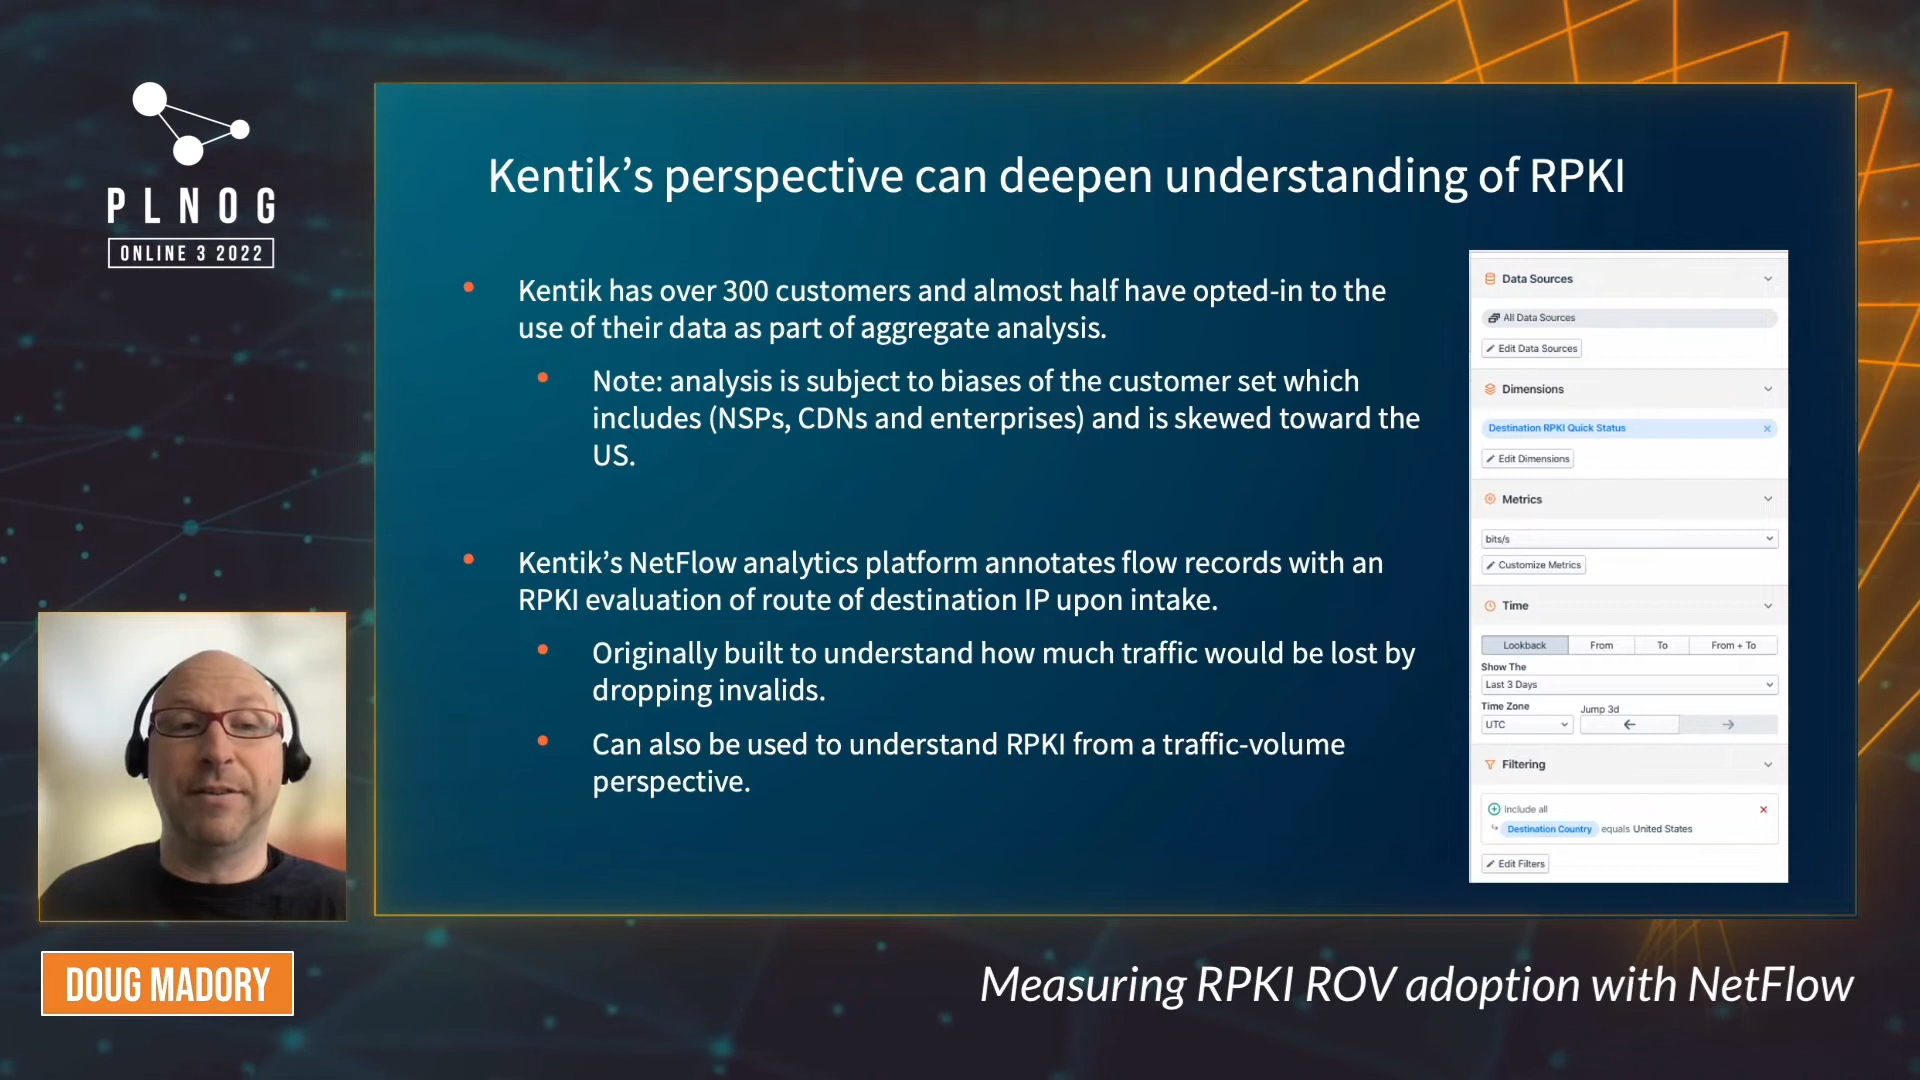 PLNOG
ONLINE 3 2022
Kentik’s perspective can deepen understanding of RPKI
• Kentik has over 300 customers and almost half have opted-in to the
use of their data as part of aggregate analysis.
• Note: analysis is subject to biases of the customer set which
includes (NSPs, CDNs and enterprises) and is skewed toward the
US.
• Kentik’s NetFlow analytics platform annotates flow records with an
RPKI evaluation of route of destination IP upon intake.
• Originally built to understand how much traffic would be lost by
dropping invalids.
• Can also be used to understand RPKI from a traffic-volume
perspective.
Data Sources
All Data Sources
Edit Data Sources
Dimensions
Destination RPKI Quick Status
Edit Dimensions
Metrics
bits/s
Customize Metrics
Time
Lookback From To From + To
Show The
Last 3 Days
Time Zone Jump 3d
UTC
Filtering
Include all
Destination Country equals United States
Edit Filters
DOUG MADORY
Measuring RPKI ROV adoption with NetFlow